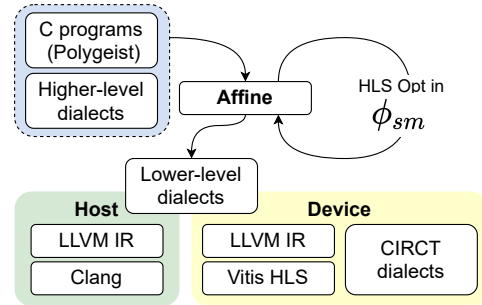 C programs
(Polygeist)
Higher-level
dialects
Affine
HLS Opt in
ϕsm
Lower-level
dialects
Host
LLVM IR
Clang
Device
LLVM IR
Vitis HLS
CIRCT
dialects